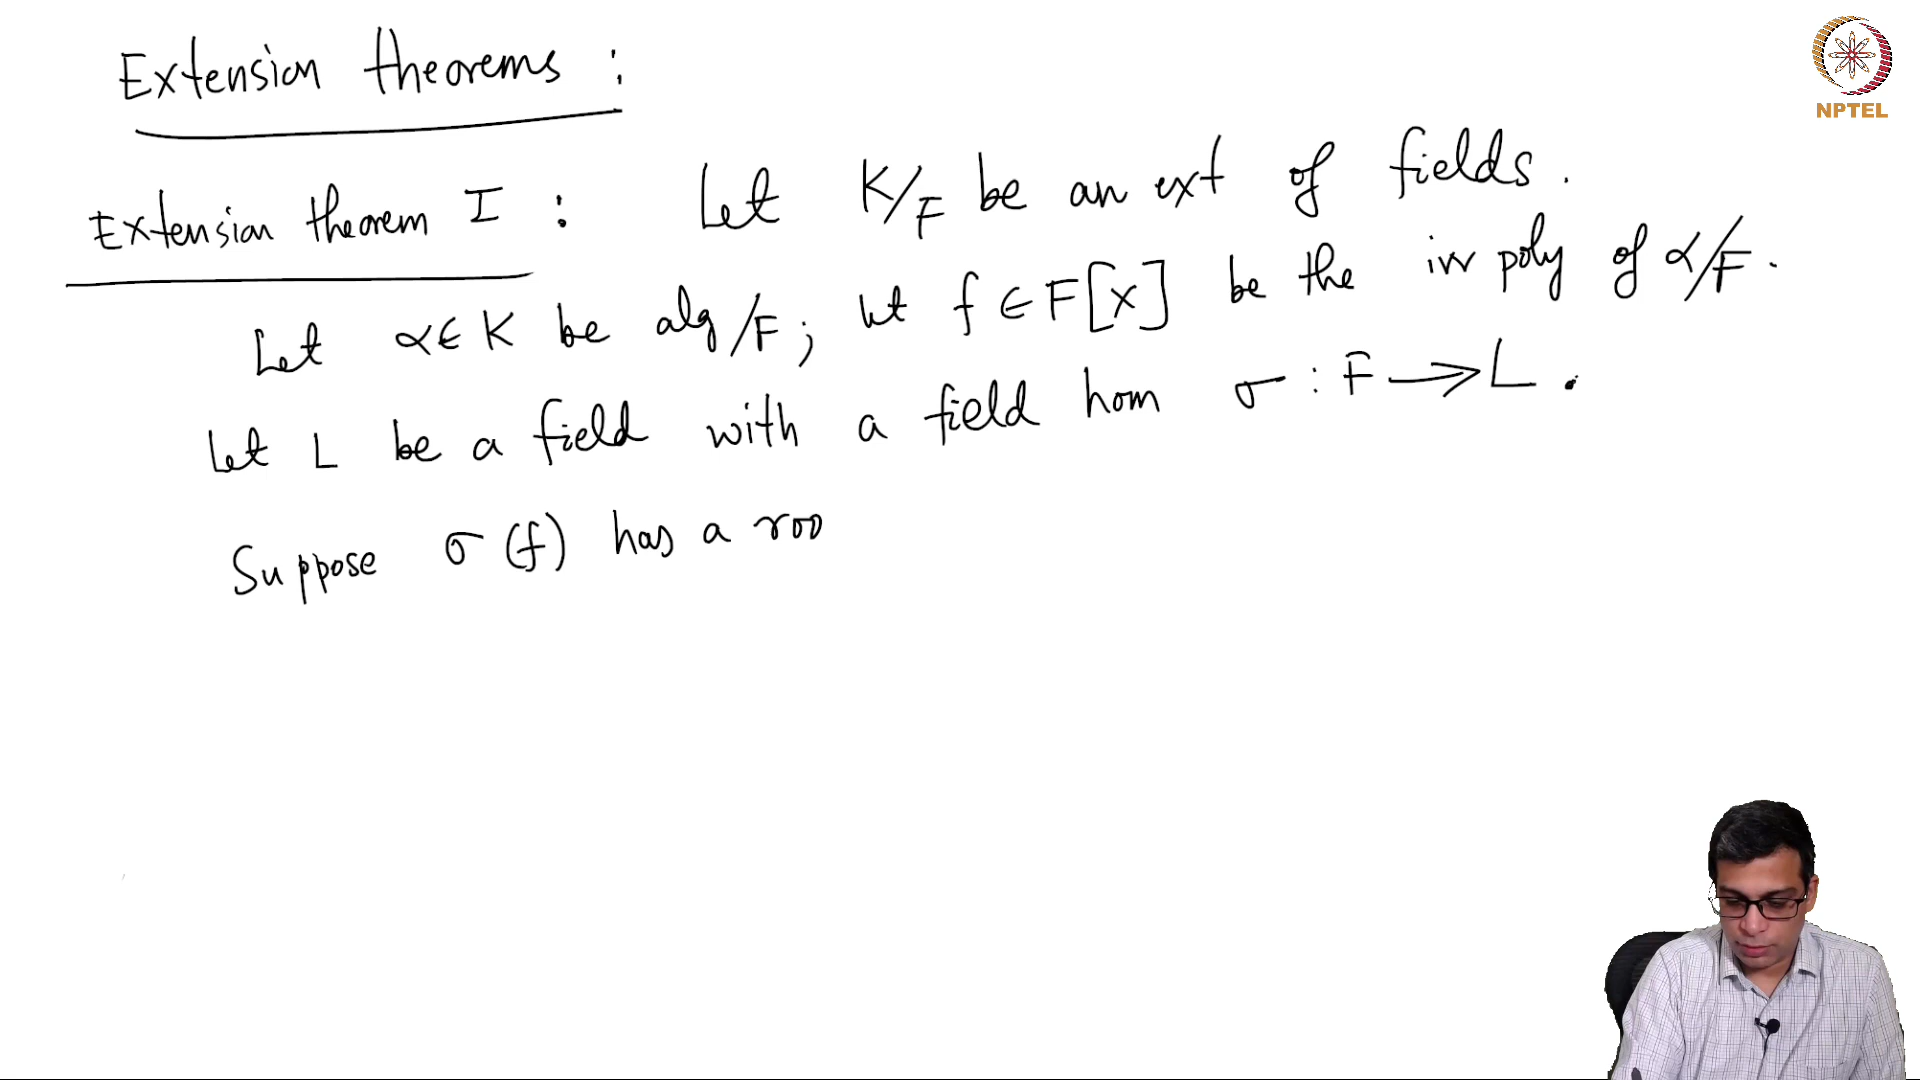 Extension theorems :
Extension theorem I : Let K/F be an ext of fields.
Let α ∈ K be alg/F ; let f ∈ F[X] be the irr poly of α/F.
Let L be a field with a field hom σ : F → L.
Suppose σ(f) has a roo
NPTEL